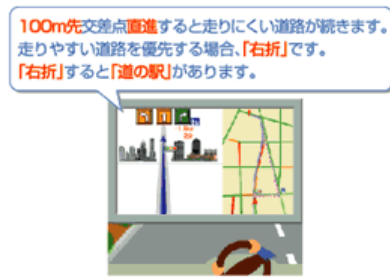 100m先交差点直進すると走りにくい道路が続きます。
走りやすい道路を優先する場合、「右折」です。
「右折」すると「道の駅」があります。